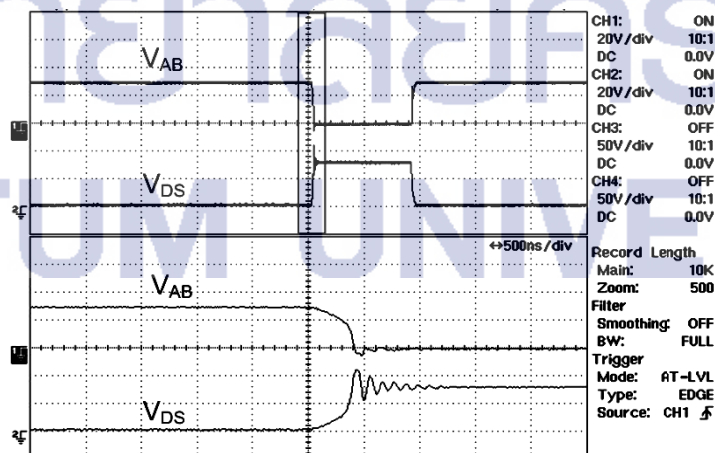 CH1: ON
20V/div 10:1
DC 0.0V
CH2: ON
20V/div 10:1
DC 0.0V
CH3: OFF
50V/div 10:1
DC 0.0V
CH4: OFF
50V/div 10:1
DC 0.0V
V_AB
V_DS
↔500ns/div
Record Length
Main: 10K
Zoom: 500
Filter
Smoothing: OFF
BW: FULL
Trigger
Mode: AT-LVL
Type: EDGE
Source: CH1
V_AB
V_DS
TUM UNIVE